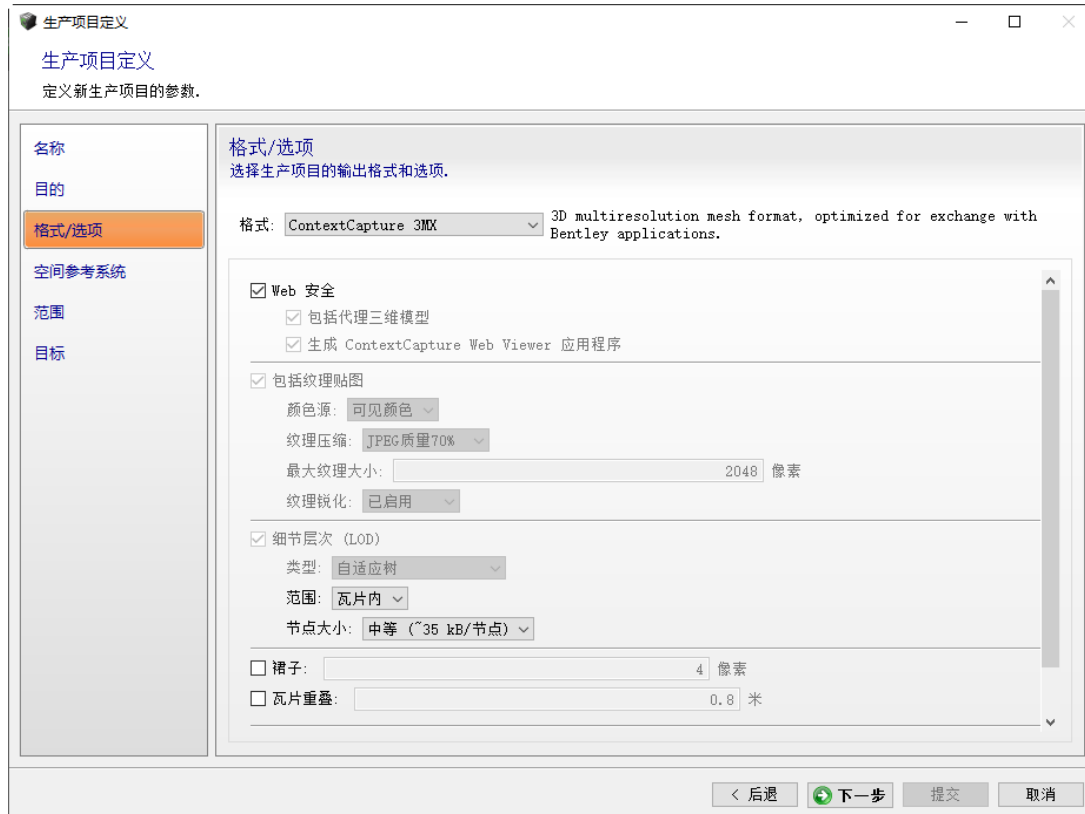 生产项目定义
生产项目定义
定义新生产项目的参数.
名称
目的
格式/选项
空间参考系统
范围
目标
格式/选项
选择生产项目的输出格式和选项.
格式: ContextCapture 3MX 3D multiresolution mesh format, optimized for exchange with
Bentley applications.
Web 安全
包括代理三维模型
生成 ContextCapture Web Viewer 应用程序
包括纹理贴图
颜色源: 可见颜色
纹理压缩: JPEG质量70%
最大纹理大小: 2048 像素
纹理锐化: 已启用
细节层次 (LOD)
类型: 自适应树
范围: 瓦片内
节点大小: 中等 (~35 kB/节点)
裙子: 4 像素
瓦片重叠: 0.8 米
< 后退 下一步 提交 取消